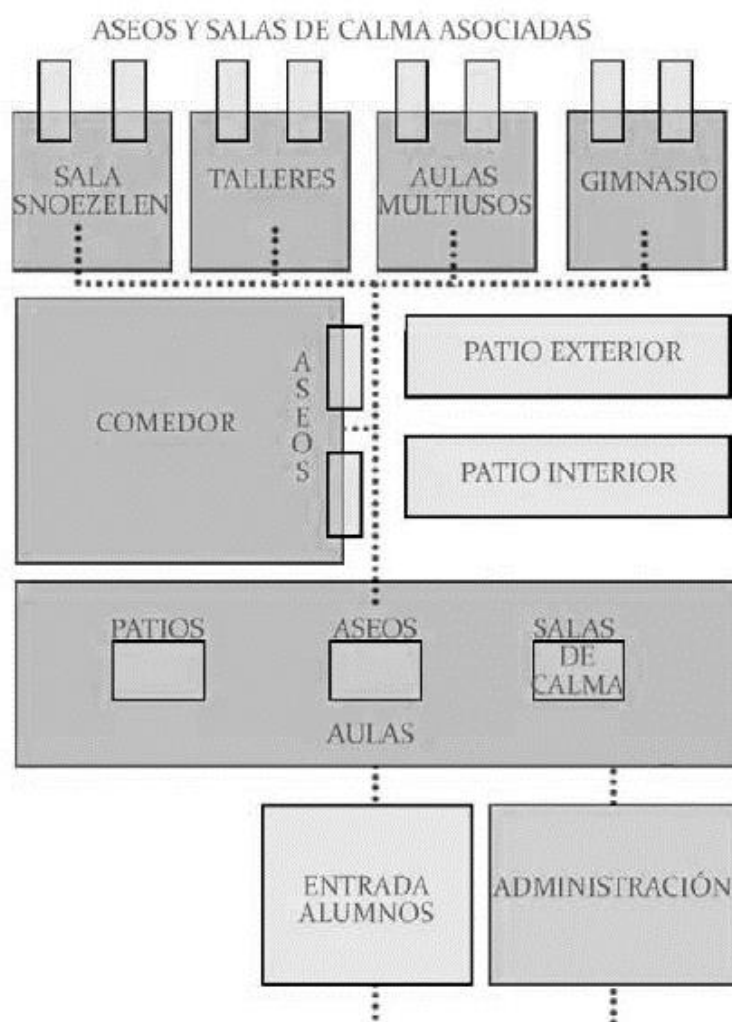 ASEOS Y SALAS DE CALMA ASOCIADAS
SALA
SNOEZELEN
TALLERES
AULAS
MULTIUSOS
GIMNASIO
COMEDOR
ASEOS
PATIO EXTERIOR
PATIO INTERIOR
PATIOS
ASEOS
SALAS
DE
CALMA
AULAS
ENTRADA
ALUMNOS
ADMINISTRACIÓN